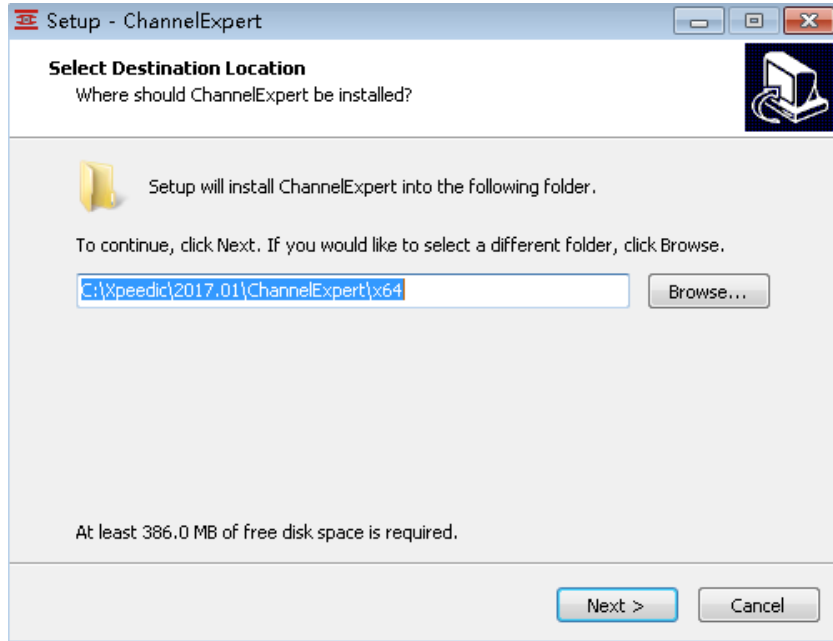 Setup - ChannelExpert
Select Destination Location
Where should ChannelExpert be installed?
Setup will install ChannelExpert into the following folder.
To continue, click Next. If you would like to select a different folder, click Browse.
C:\Xpeedic\2017.01\ChannelExpert\x64
Browse...
At least 386.0 MB of free disk space is required.
Next >
Cancel